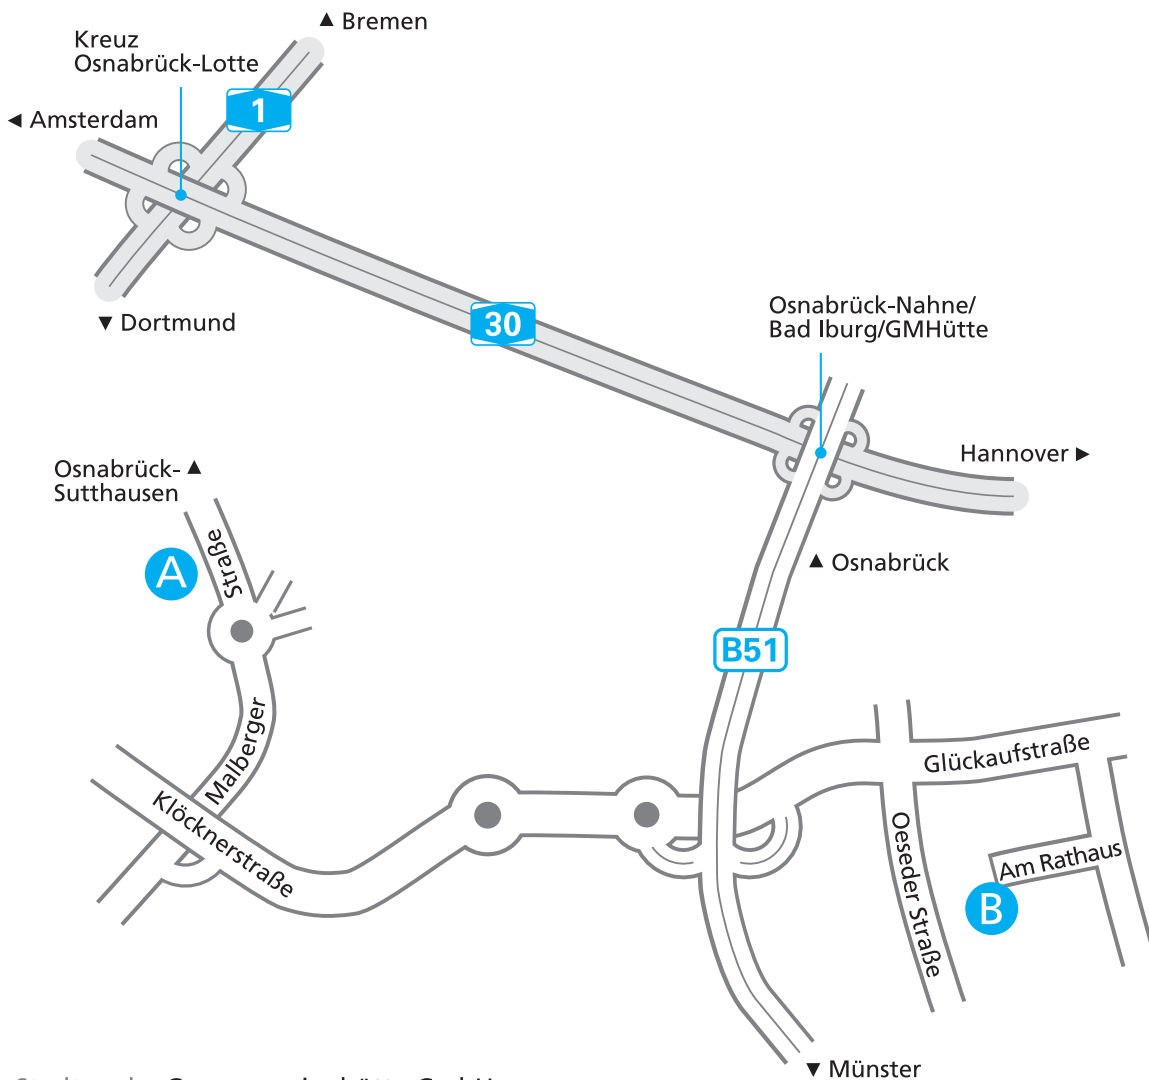 ▲ Bremen
Kreuz
Osnabrück-Lotte
1
◄ Amsterdam
▼ Dortmund
30
Osnabrück-Nahne/
Bad Iburg/GMHütte
Hannover ►
Osnabrück- ▲
Sutthausen
Straße
A
▲ Osnabrück
B51
Malberger
Glückaufstraße
Klöcknerstraße
Oeseder Straße
Am Rathaus
B
▼ Münster